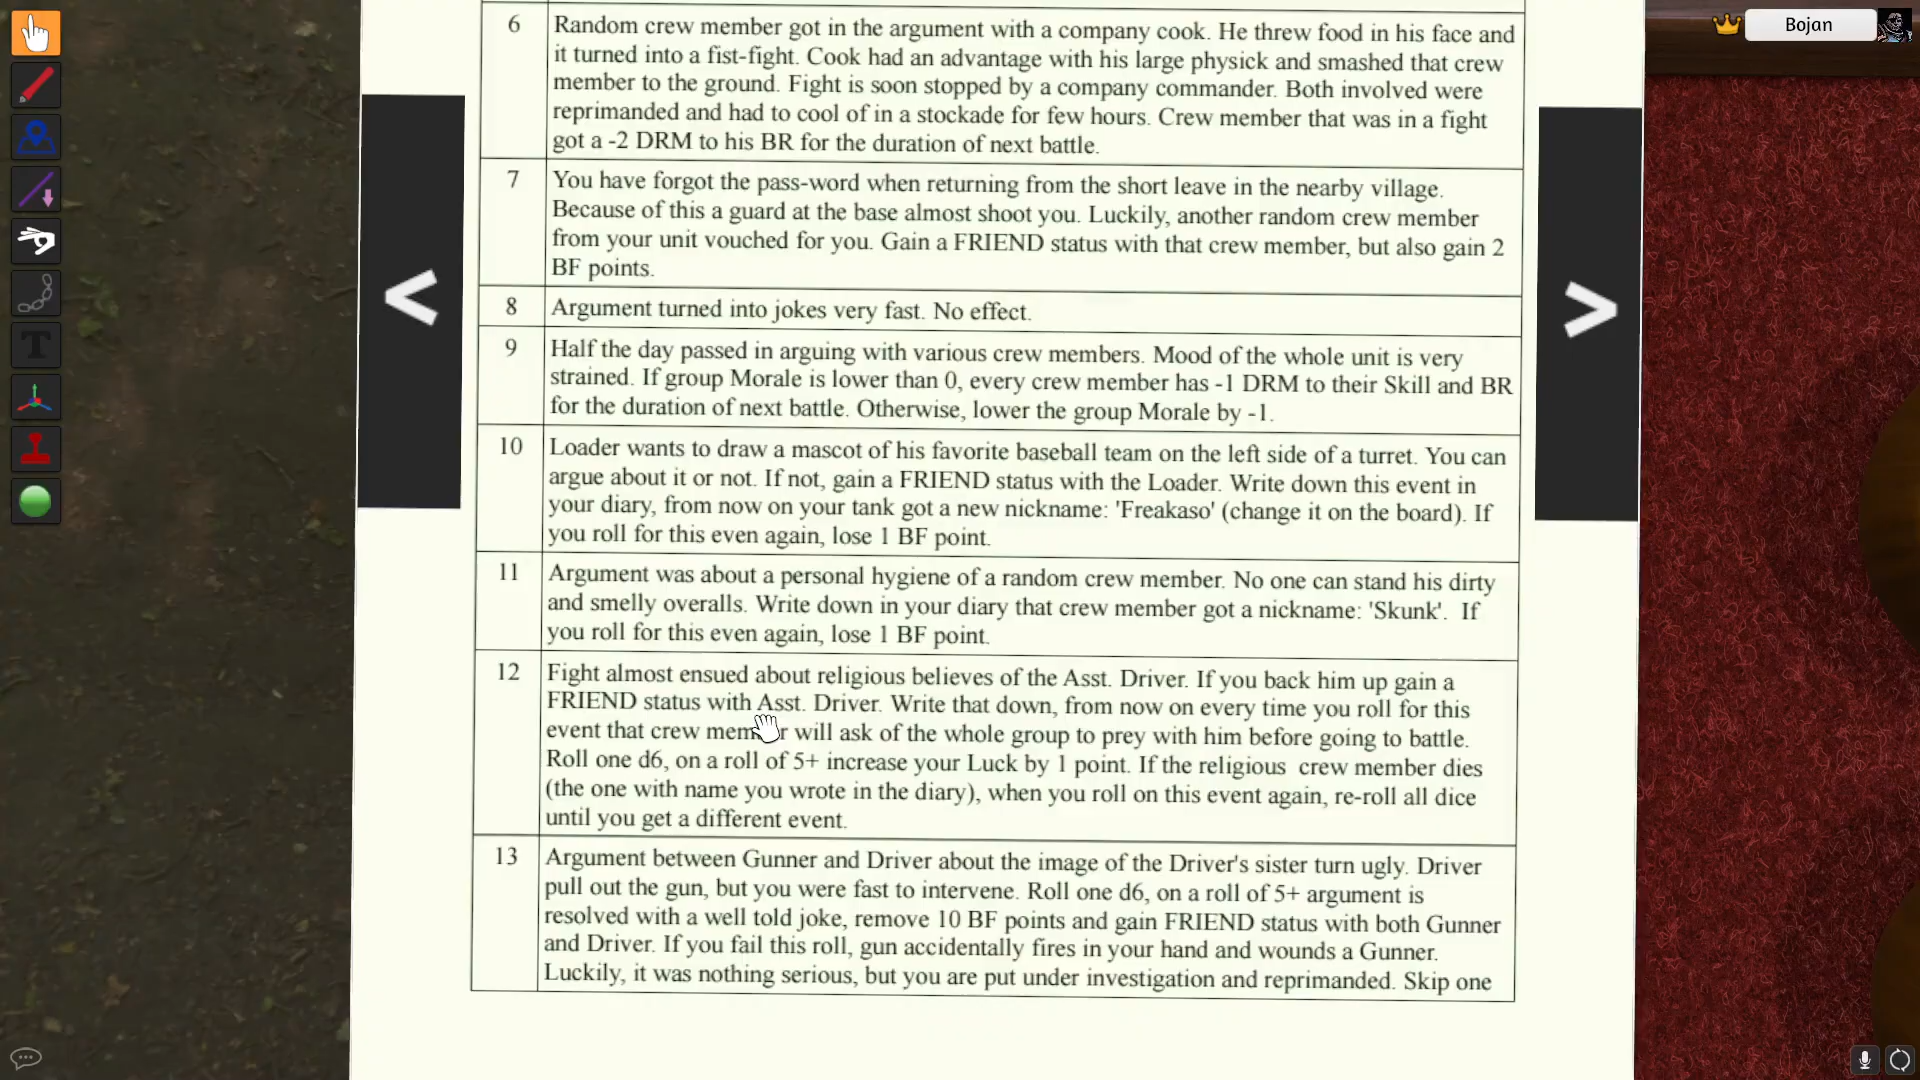 Bojan
6 Random crew member got in the argument with a company cook. He threw food in his face and
it turned into a fist-fight. Cook had an advantage with his large physick and smashed that crew
member to the ground. Fight is soon stopped by a company commander. Both involved were
reprimanded and had to cool of in a stockade for few hours. Crew member that was in a fight
got a -2 DRM to his BR for the duration of next battle.
7 You have forgot the pass-word when returning from the short leave in the nearby village.
Because of this a guard at the base almost shoot you. Luckily, another random crew member
from your unit vouched for you. Gain a FRIEND status with that crew member, but also gain 2
BF points.
8 Argument turned into jokes very fast. No effect.
9 Half the day passed in arguing with various crew members. Mood of the whole unit is very
strained. If group Morale is lower than 0, every crew member has -1 DRM to their Skill and BR
for the duration of next battle. Otherwise, lower the group Morale by -1.
10 Loader wants to draw a mascot of his favorite baseball team on the left side of a turret. You can
argue about it or not. If not, gain a FRIEND status with the Loader. Write down this event in
your diary, from now on your tank got a new nickname: 'Freakaso' (change it on the board). If
you roll for this even again, lose 1 BF point.
11 Argument was about a personal hygiene of a random crew member. No one can stand his dirty
and smelly overalls. Write down in your diary that crew member got a nickname: 'Skunk'. If
you roll for this even again, lose 1 BF point.
12 Fight almost ensued about religious believes of the Asst. Driver. If you back him up gain a
FRIEND status with Asst. Driver. Write that down, from now on every time you roll for this
event that crew member will ask of the whole group to prey with him before going to battle.
Roll one d6, on a roll of 5+ increase your Luck by 1 point. If the religious crew member dies
(the one with name you wrote in the diary), when you roll on this event again, re-roll all dice
until you get a different event.
13 Argument between Gunner and Driver about the image of the Driver's sister turn ugly. Driver
pull out the gun, but you were fast to intervene. Roll one d6, on a roll of 5+ argument is
resolved with a well told joke, remove 10 BF points and gain FRIEND status with both Gunner
and Driver. If you fail this roll, gun accidentally fires in your hand and wounds a Gunner.
Luckily, it was nothing serious, but you are put under investigation and reprimanded. Skip one